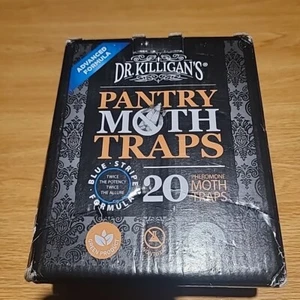 ADVANCED
FORMULA
DR. KILLIGAN'S®
PANTRY
MOTH
TRAPS
BLUE-STRIPE
TWICE
THE POTENCY
TWICE
THE ALLURE
FORMULA
20
PHEROMONE
MOTH
TRAPS